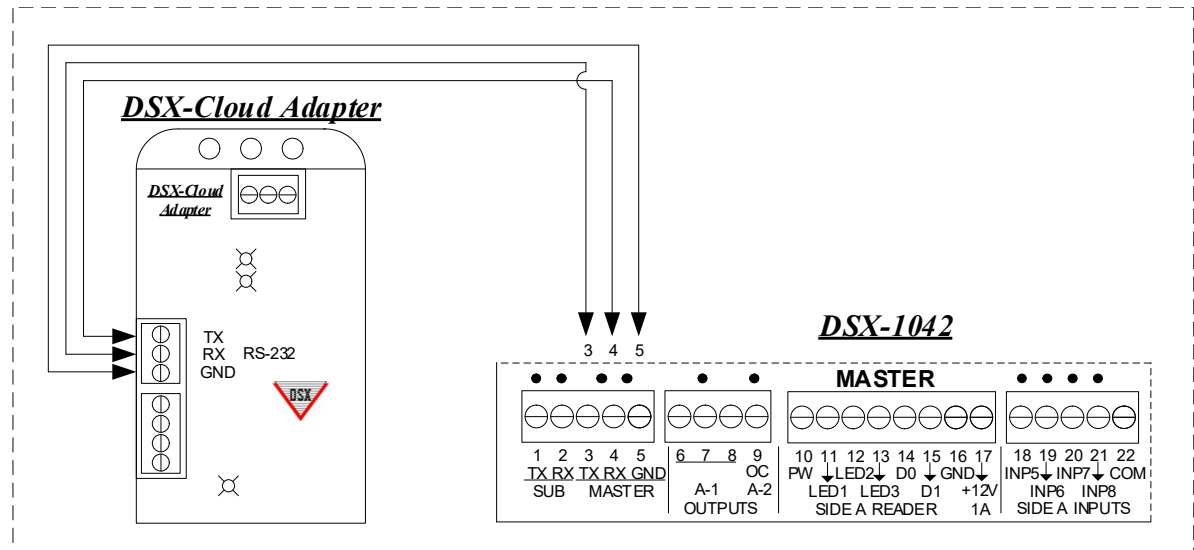 DSX-Cloud Adapter
DSX-Cloud
Adapter
TX
RX RS-232
GND
DSX
DSX-1042
3 4 5
MASTER
1 2 3 4 5
TX RX TX RX GND
SUB MASTER
6 7 8 9
OC
A-1 A-2
OUTPUTS
10 11 12 13 14 15 16 17
PW LED2 D0 GND
LED1 LED3 D1 +12V
SIDE A READER 1A
18 19 20 21 22
INP5 INP7 COM
INP6 INP8
SIDE A INPUTS